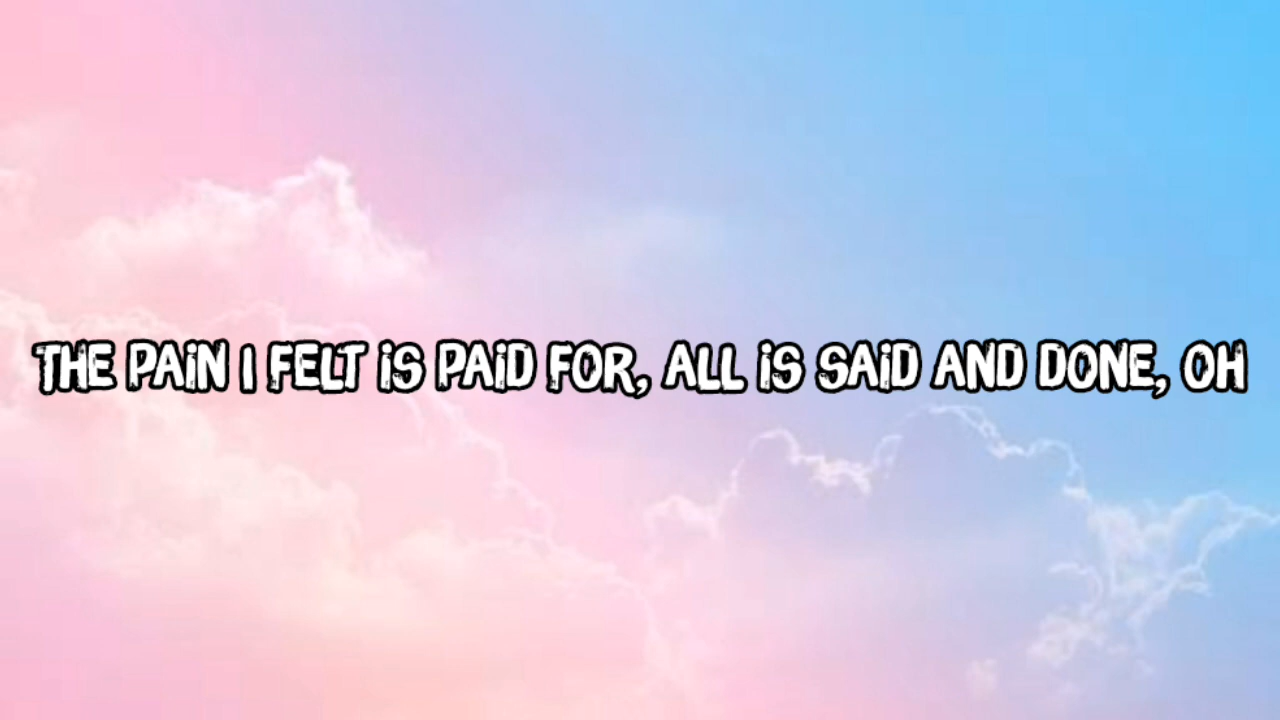 THE PAIN I FELT IS PAID FOR, ALL IS SAID AND DONE, OH